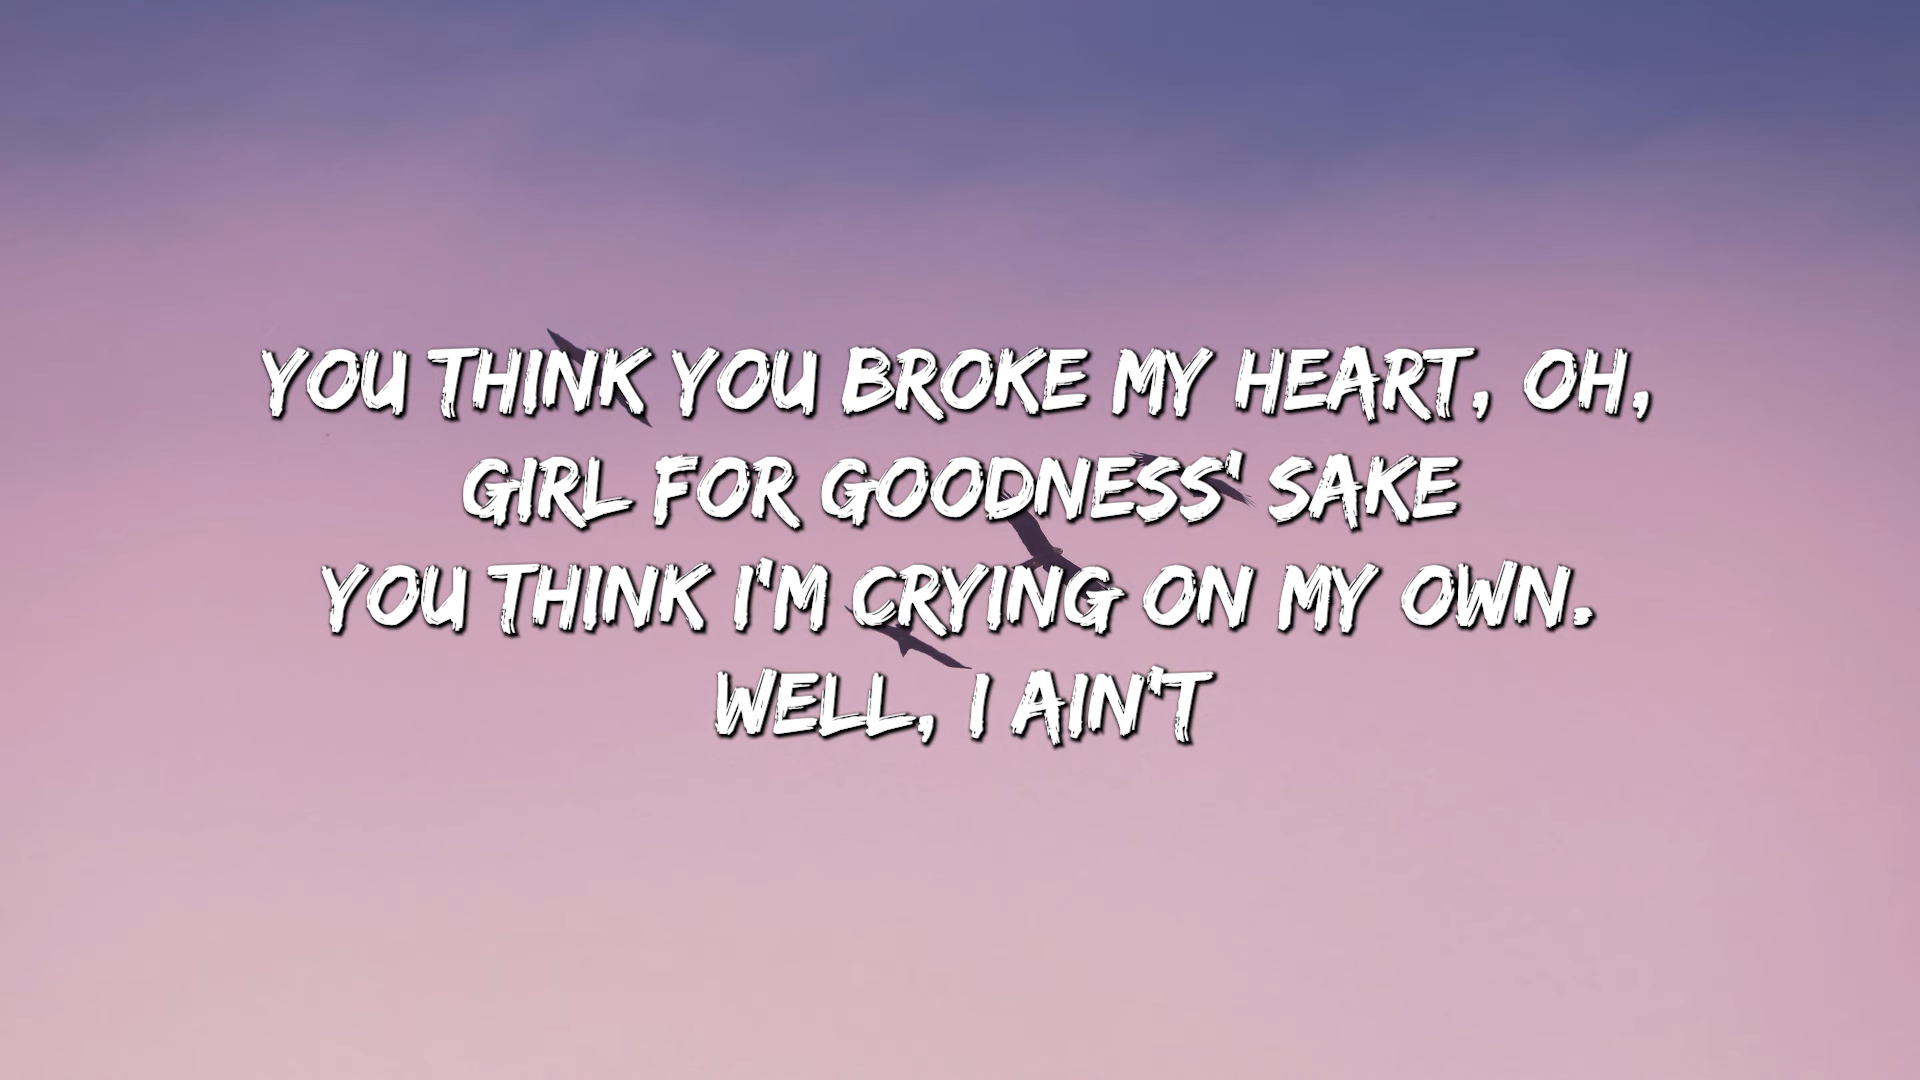 YOU THINK YOU BROKE MY HEART, OH,
GIRL FOR GOODNESS' SAKE
YOU THINK I'M CRYING ON MY OWN.
WELL, I AIN'T